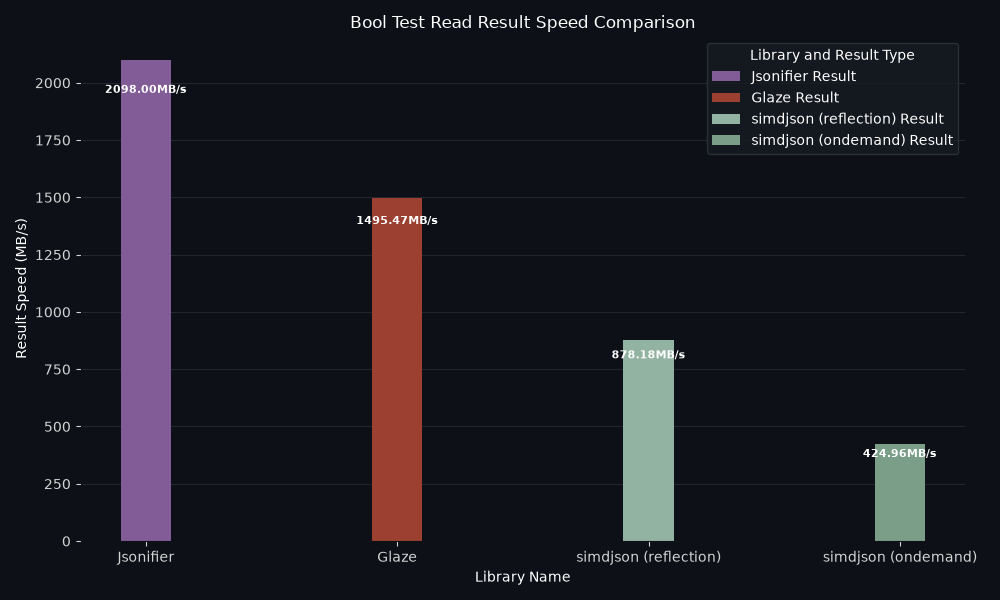 Bool Test Read Result Speed Comparison
Library and Result Type
Jsonifier Result
Glaze Result
simdjson (reflection) Result
simdjson (ondemand) Result
Result Speed (MB/s)
2000
1750
1500
1250
1000
750
500
250
0
2098.00MB/s
1495.47MB/s
878.18MB/s
424.96MB/s
Jsonifier
Glaze
simdjson (reflection)
simdjson (ondemand)
Library Name